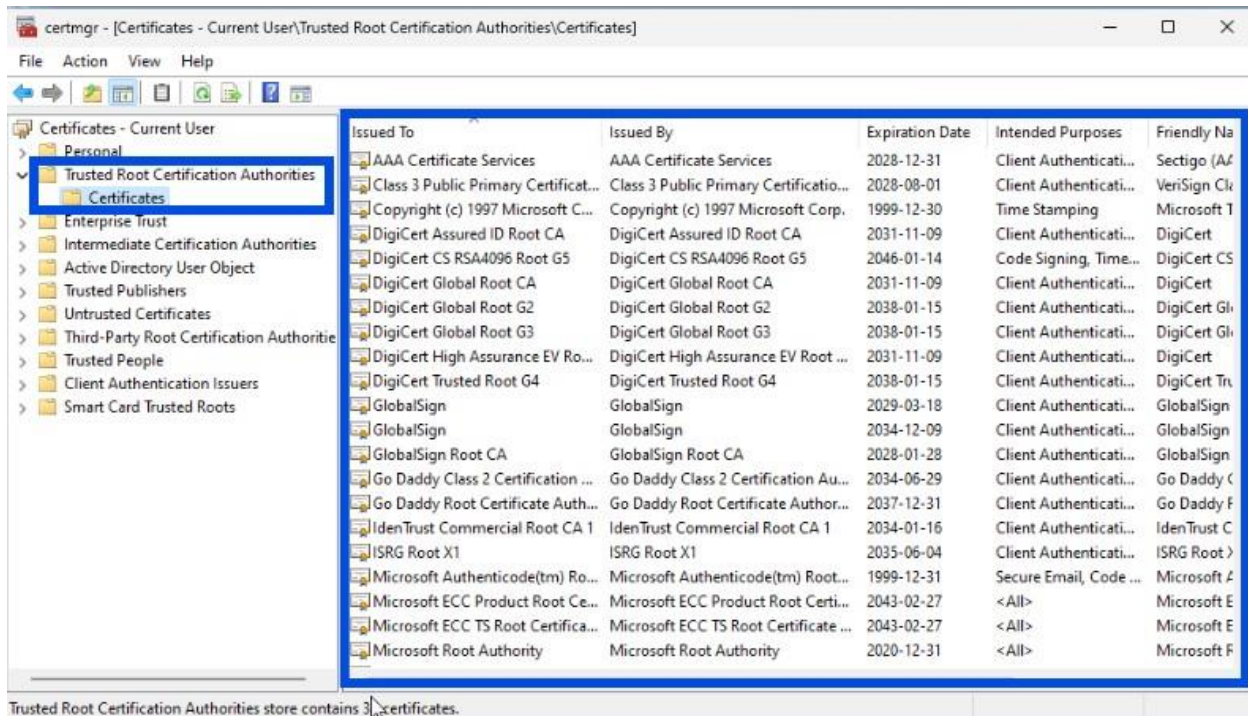 certmgr - [Certificates - Current User\Trusted Root Certification Authorities\Certificates]
File Action View Help
Certificates - Current User
Personal
Trusted Root Certification Authorities
Certificates
Enterprise Trust
Intermediate Certification Authorities
Active Directory User Object
Trusted Publishers
Untrusted Certificates
Third-Party Root Certification Authoritie
Trusted People
Client Authentication Issuers
Smart Card Trusted Roots
Issued To Issued By Expiration Date Intended Purposes Friendly Na
AAA Certificate Services AAA Certificate Services 2028-12-31 Client Authenticati... Sectigo (AA
Class 3 Public Primary Certificat... Class 3 Public Primary Certificatio... 2028-08-01 Client Authenticati... VeriSign Cla
Copyright (c) 1997 Microsoft C... Copyright (c) 1997 Microsoft Corp. 1999-12-30 Time Stamping Microsoft T
DigiCert Assured ID Root CA DigiCert Assured ID Root CA 2031-11-09 Client Authenticati... DigiCert
DigiCert CS RSA4096 Root G5 DigiCert CS RSA4096 Root G5 2046-01-14 Code Signing, Time... DigiCert CS
DigiCert Global Root CA DigiCert Global Root CA 2031-11-09 Client Authenticati... DigiCert
DigiCert Global Root G2 DigiCert Global Root G2 2038-01-15 Client Authenticati... DigiCert Glo
DigiCert Global Root G3 DigiCert Global Root G3 2038-01-15 Client Authenticati... DigiCert Glo
DigiCert High Assurance EV Ro... DigiCert High Assurance EV Root ... 2031-11-09 Client Authenticati... DigiCert
DigiCert Trusted Root G4 DigiCert Trusted Root G4 2038-01-15 Client Authenticati... DigiCert Tru
GlobalSign GlobalSign 2029-03-18 Client Authenticati... GlobalSign
GlobalSign GlobalSign 2034-12-09 Client Authenticati... GlobalSign
GlobalSign Root CA GlobalSign Root CA 2028-01-28 Client Authenticati... GlobalSign
Go Daddy Class 2 Certification ... Go Daddy Class 2 Certification Au... 2034-06-29 Client Authenticati... Go Daddy
Go Daddy Root Certificate Auth... Go Daddy Root Certificate Author... 2037-12-31 Client Authenticati... Go Daddy
IdenTrust Commercial Root CA 1 IdenTrust Commercial Root CA 1 2034-01-16 Client Authenticati... IdenTrust C
ISRG Root X1 ISRG Root X1 2035-06-04 Client Authenticati... ISRG Root
Microsoft Authenticode(tm) Ro... Microsoft Authenticode(tm) Root... 1999-12-31 Secure Email, Code ... Microsoft
Microsoft ECC Product Root Ce... Microsoft ECC Product Root Certi... 2043-02-27 <All> Microsoft E
Microsoft ECC TS Root Certifica... Microsoft ECC TS Root Certificate ... 2043-02-27 <All> Microsoft E
Microsoft Root Authority Microsoft Root Authority 2020-12-31 <All> Microsoft
Trusted Root Certification Authorities store contains certificates.